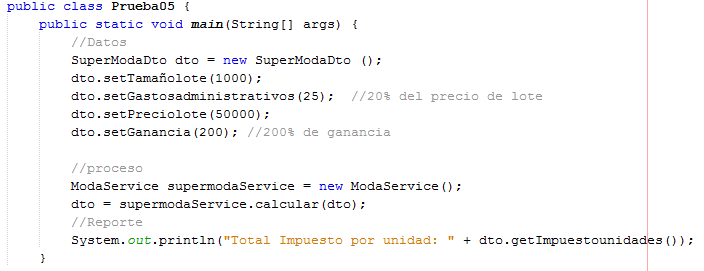 public class Prueba05 {
public static void main(String[] args) {
//Datos
SuperModaDto dto = new SuperModaDto ();
dto.setTamañolote(1000);
dto.setGastosadministrativos(25);  //20% del precio de lote
dto.setPreciolote(50000);
dto.setGanancia(200); //200% de ganancia
//proceso
ModaService supermodaService = new ModaService();
dto = supermodaService.calcular(dto);
//Reporte
System.out.println("Total Impuesto por unidad: " + dto.getImpuestounidades());
}